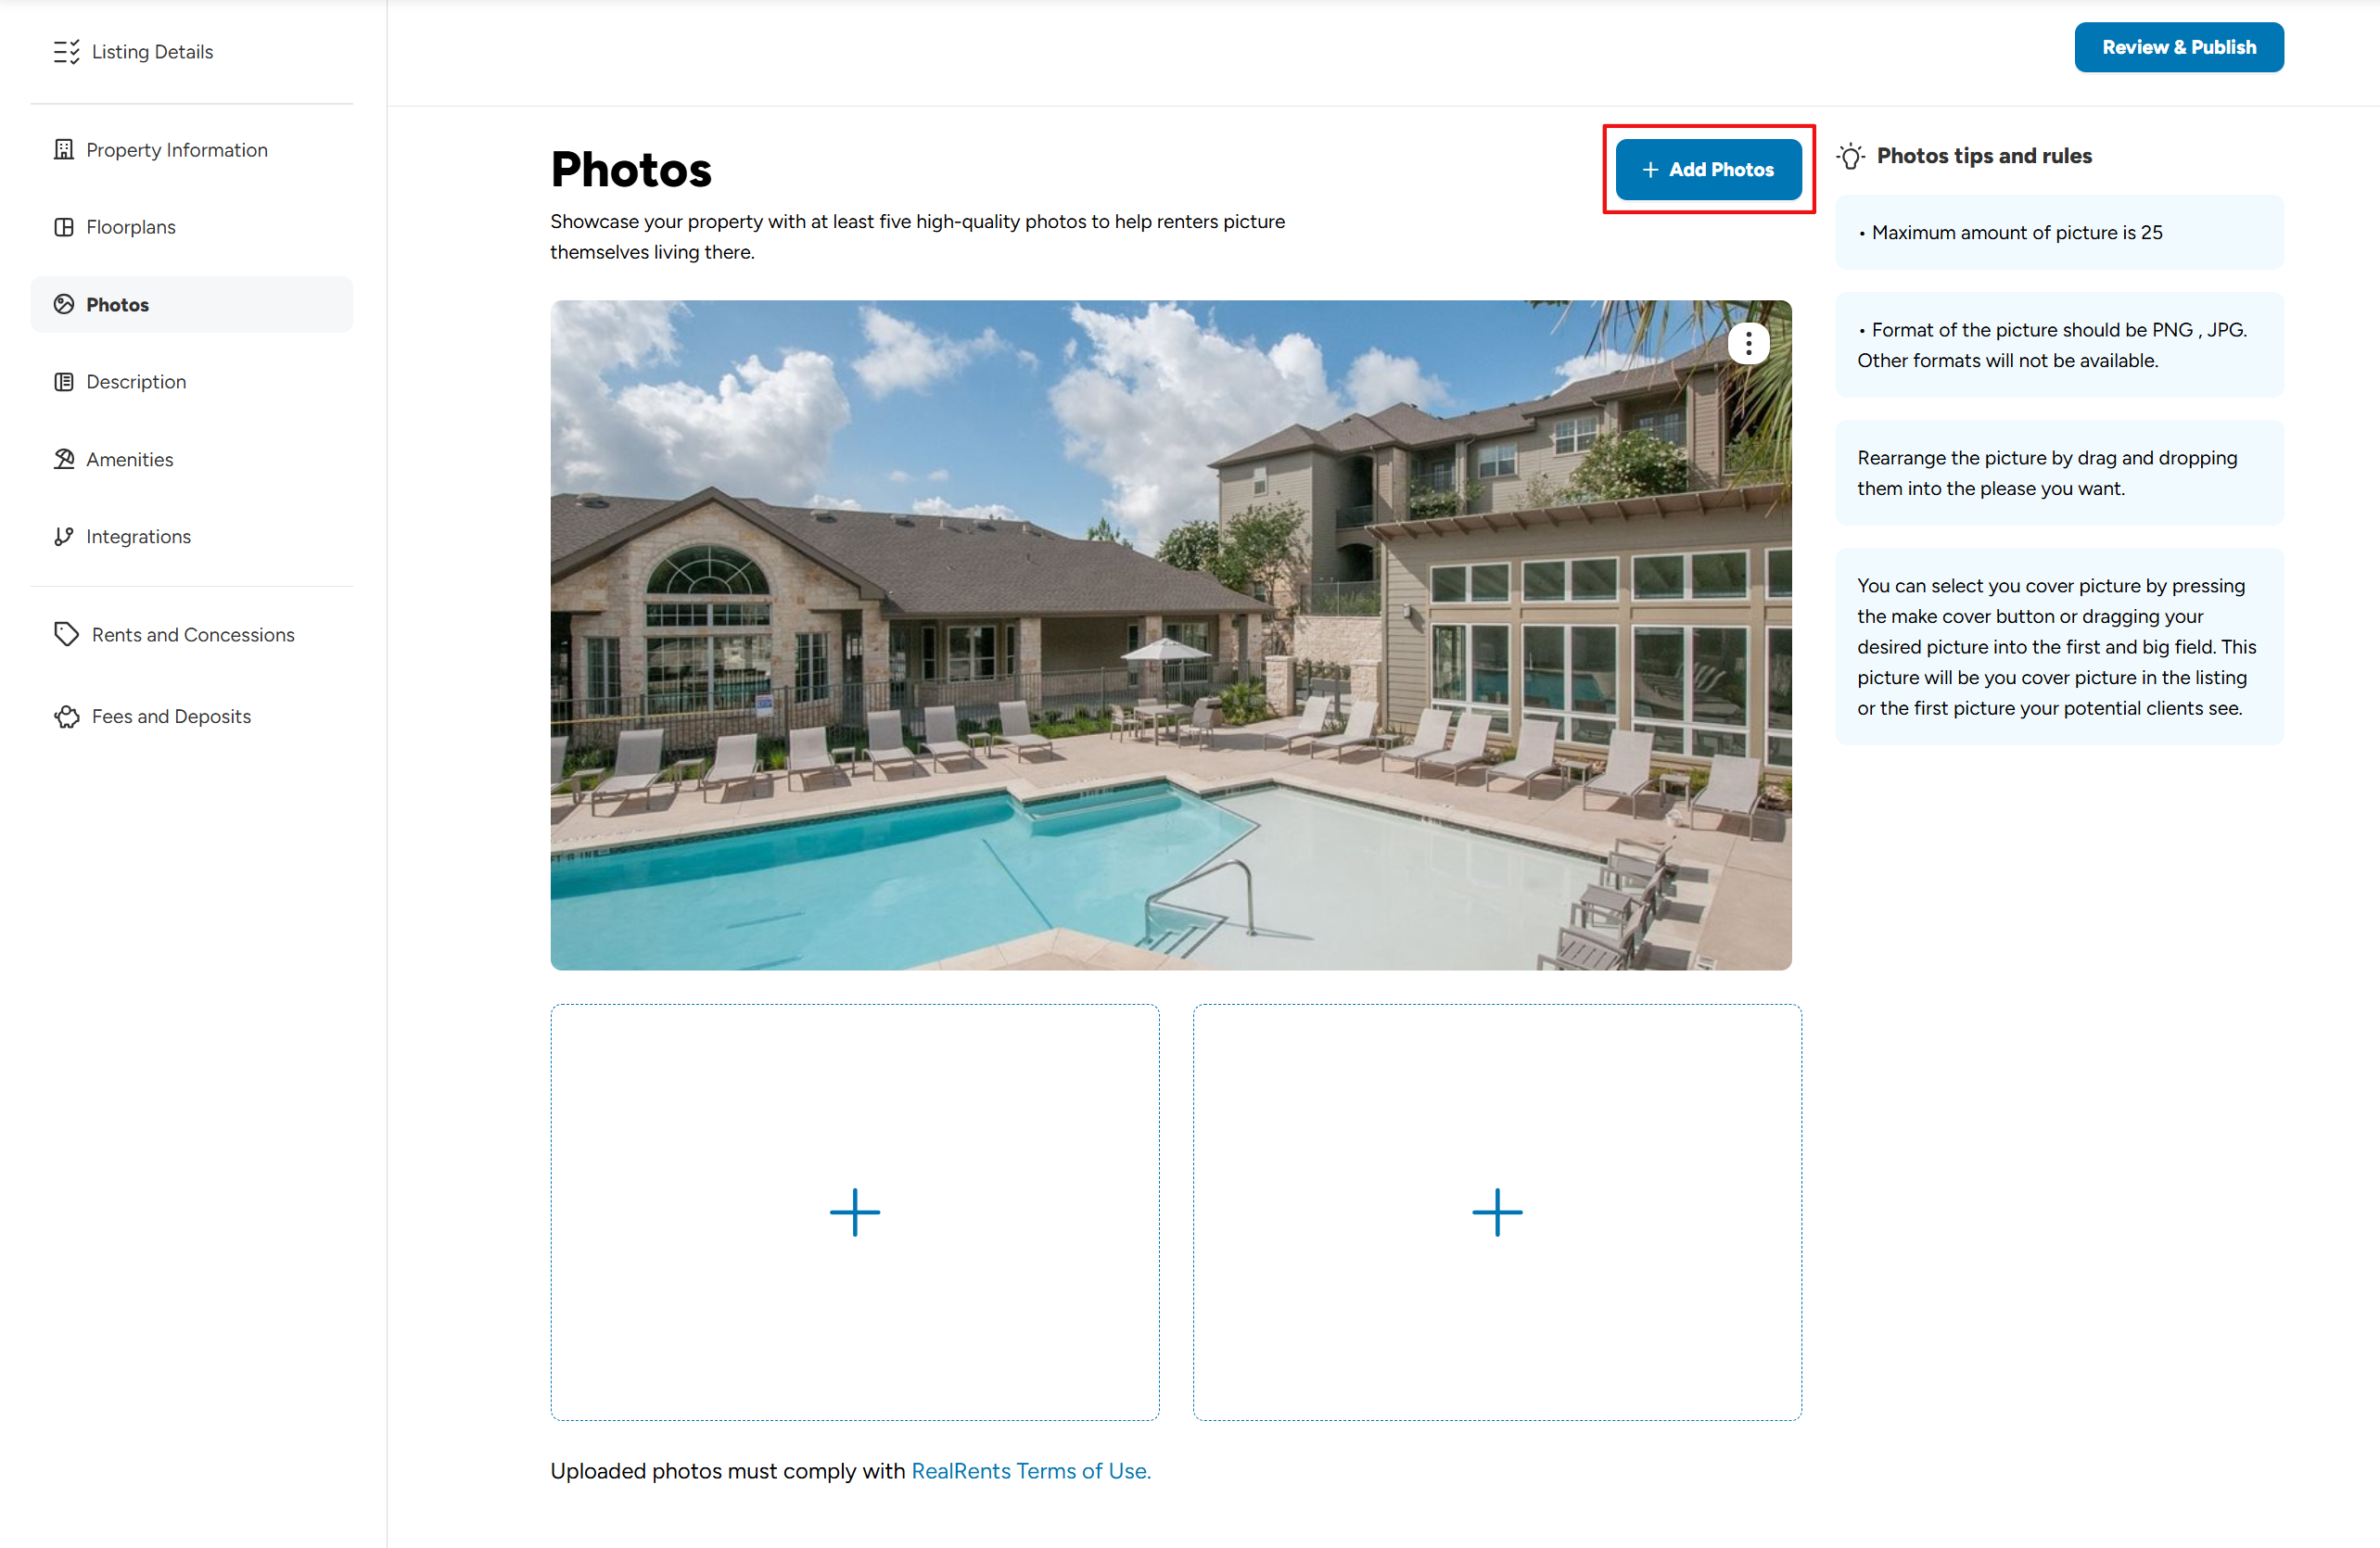 Listing Details
Review & Publish
Property Information
Floorplans
Photos
Description
Amenities
Integrations
Rents and Concessions
Fees and Deposits
Photos
+ Add Photos
Showcase your property with at least five high-quality photos to help renters picture
themselves living there.
Photos tips and rules
• Maximum amount of picture is 25
• Format of the picture should be PNG , JPG.
Other formats will not be available.
Rearrange the picture by drag and dropping
them into the please you want.
You can select you cover picture by pressing
the make cover button or dragging your
desired picture into the first and big field. This
picture will be you cover picture in the listing
or the first picture your potential clients see.
Uploaded photos must comply with RealRents Terms of Use.